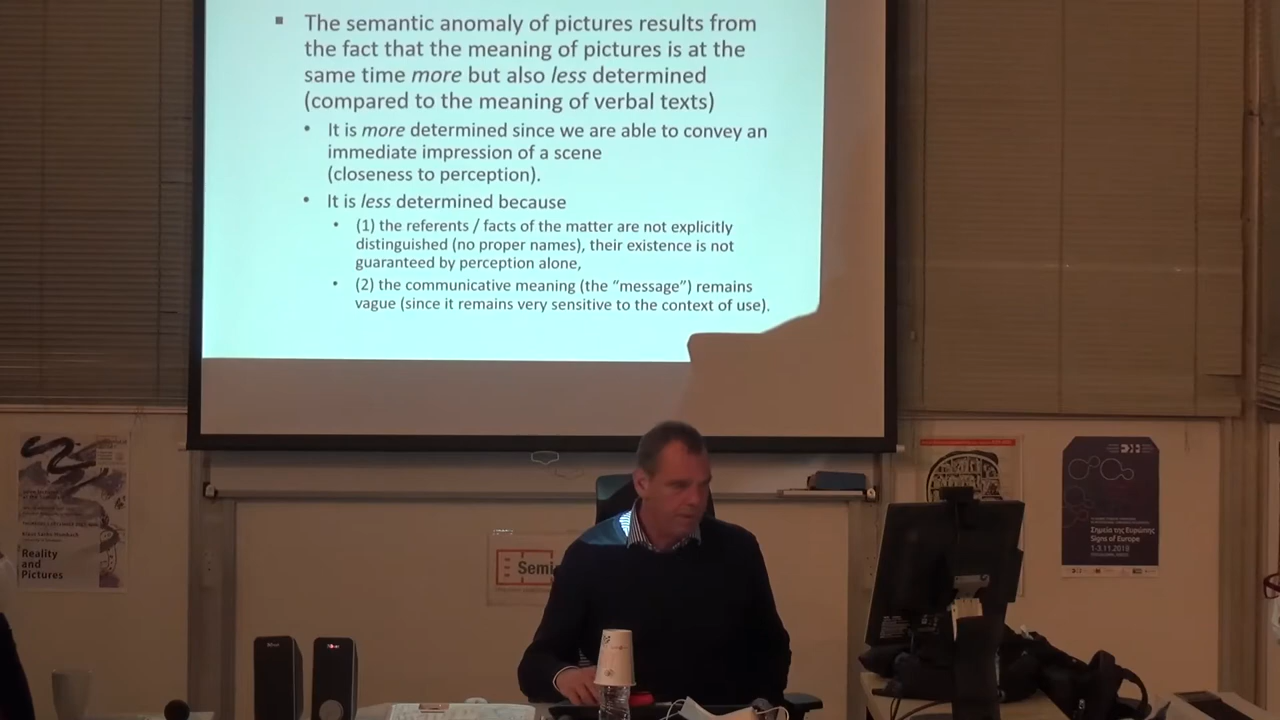 The semantic anomaly of pictures results from
the fact that the meaning of pictures is at the
same time more but also less determined
(compared to the meaning of verbal texts)
It is more determined since we are able to convey an
immediate impression of a scene
(closeness to perception).
It is less determined because
(1) the referents / facts of the matter are not explicitly
distinguished (no proper names), their existence is not
guaranteed by perception alone,
(2) the communicative meaning (the “message”) remains
vague (since it remains very sensitive to the context of use).
Reality
and
Pictures
Semi
Σημεία της Ευρώπης
Signs of Europe
1-3.11.2018